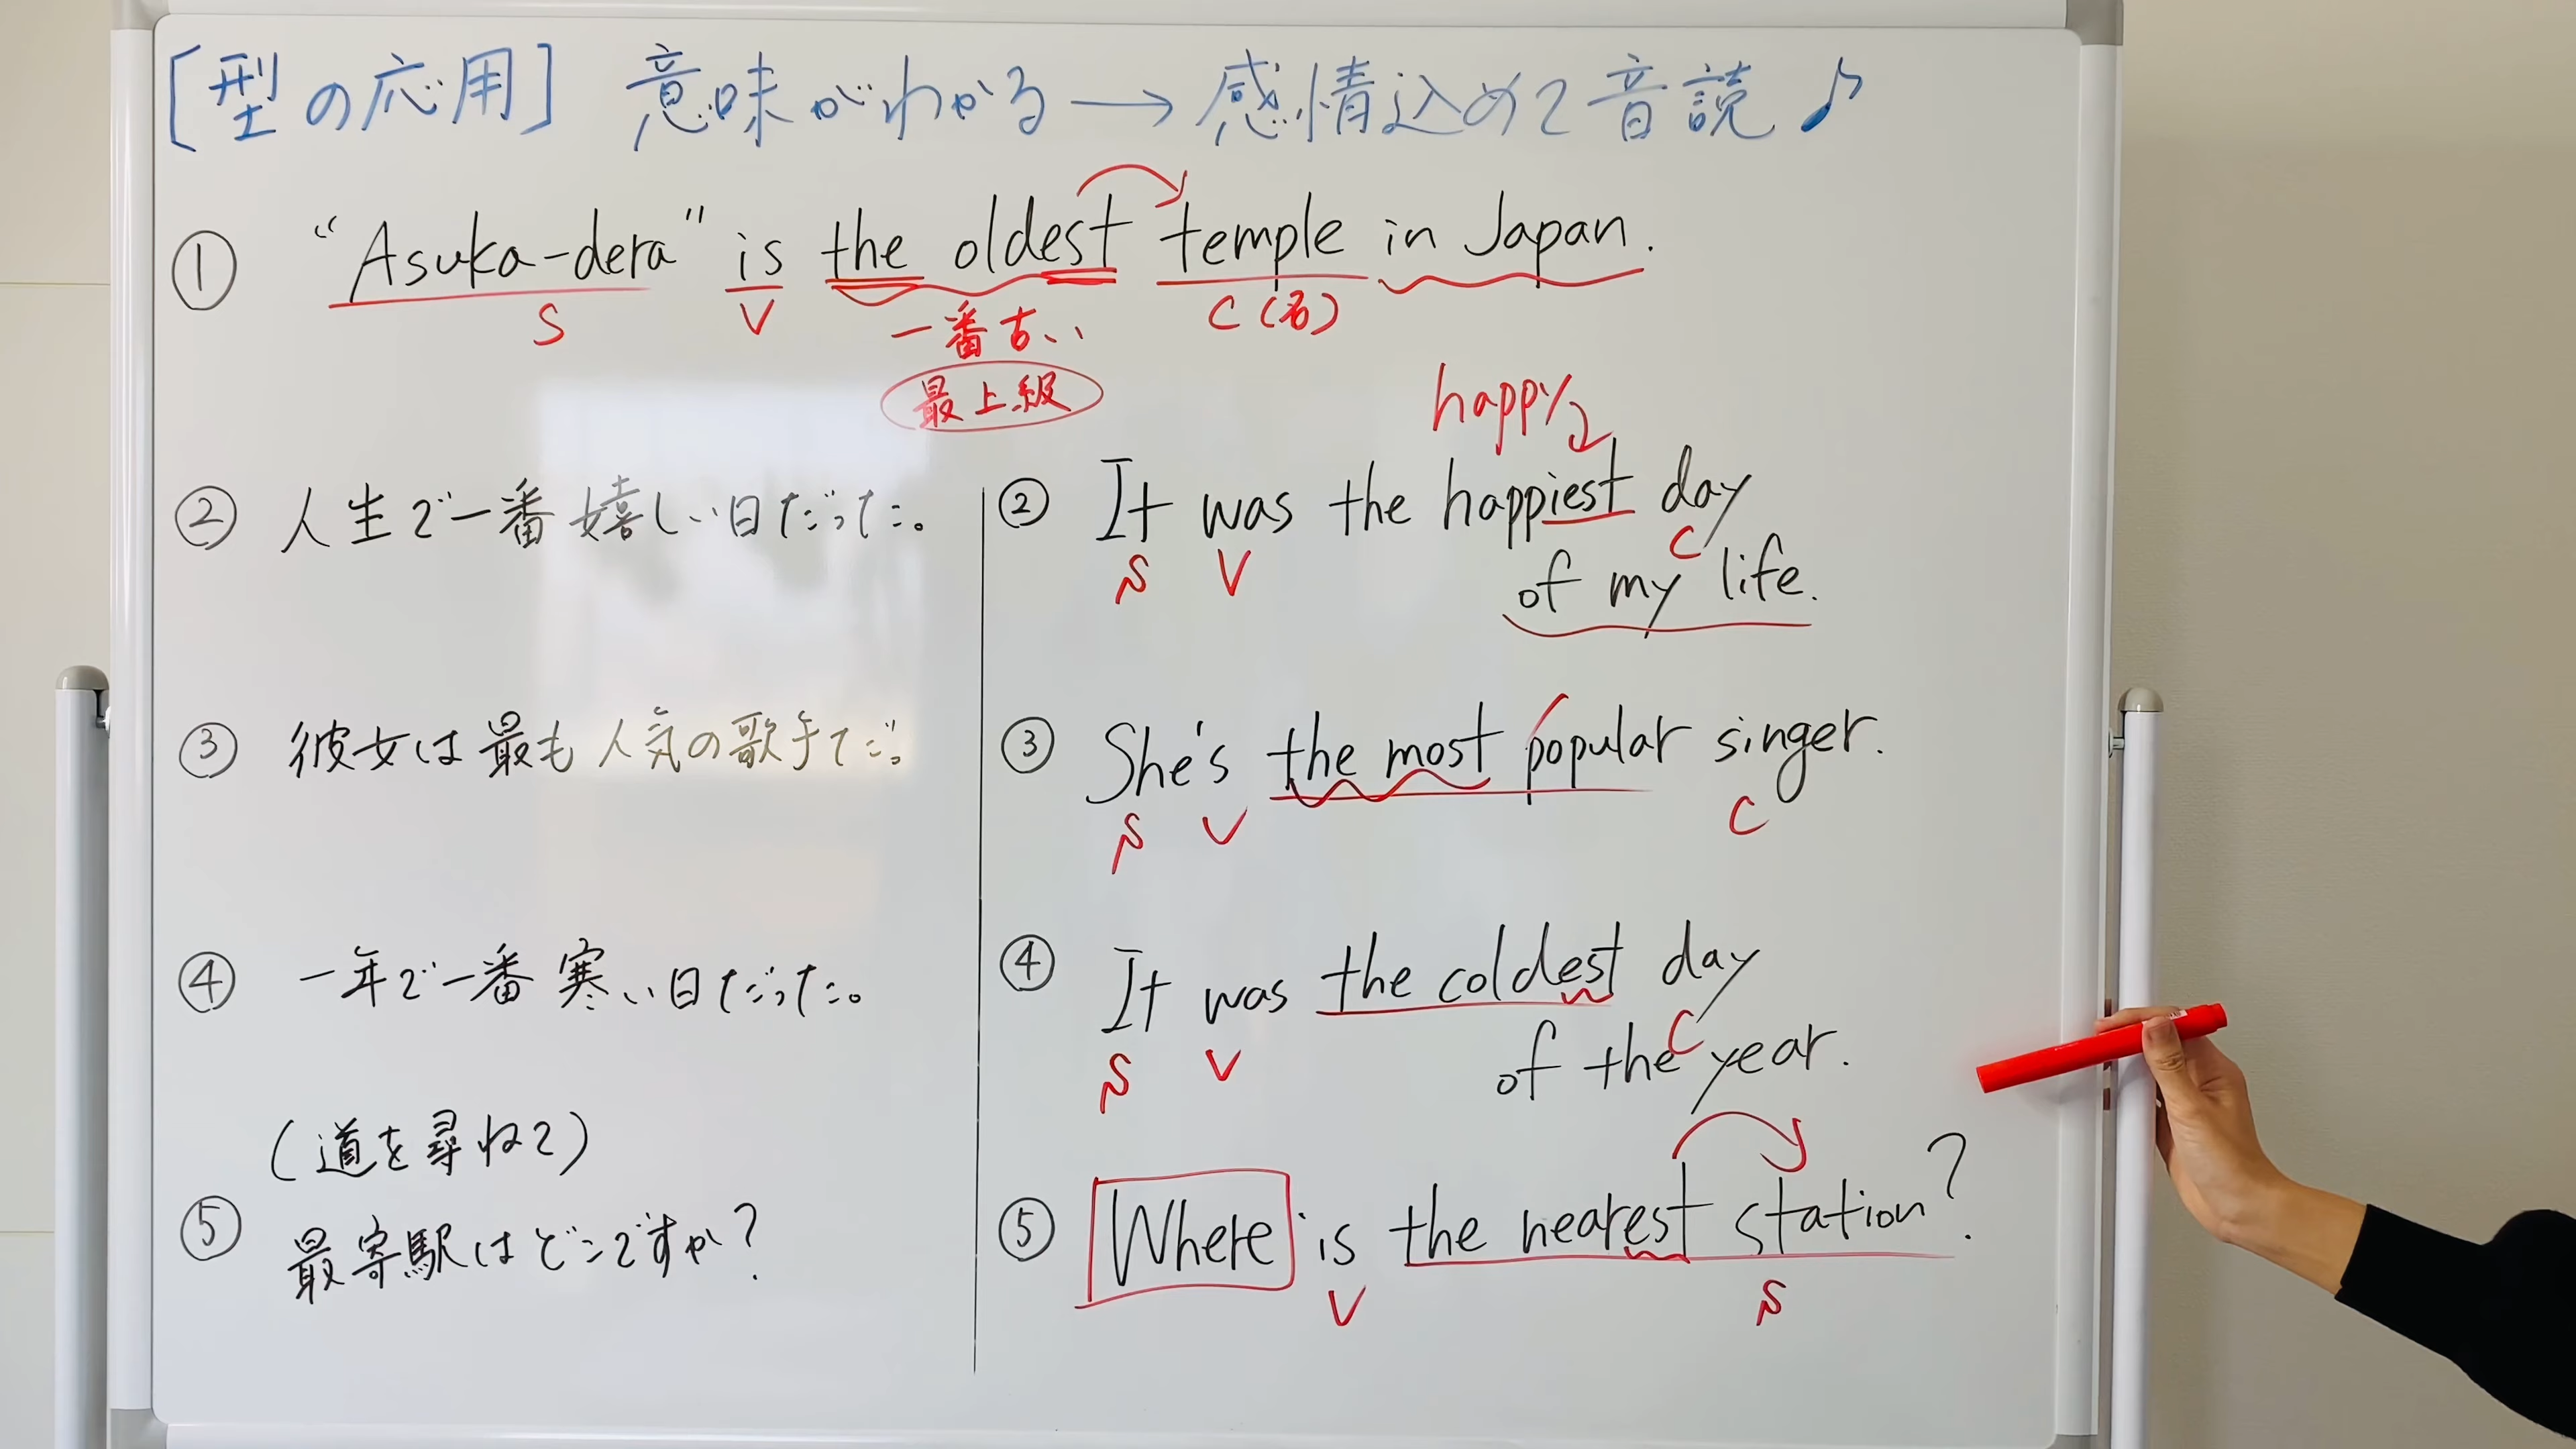 [型の応用] 意味がわかる → 感情込めて音読♪
① “Asuka-dera” is the oldest temple in Japan.
S V 一番古い C(名)
最上級
② 人生で一番嬉しい日だった。
happy
② It was the happiest day
S V C
of my life.
③ 彼女は最も人気の歌手だ。
③ She's the most popular singer.
S V C
④ 一年で一番寒い日だった。
④ It was the coldest day
S V C
of the year.
(道を尋ねて)
⑤ 最寄駅はどこですか?
⑤ Where is the nearest station?
V S